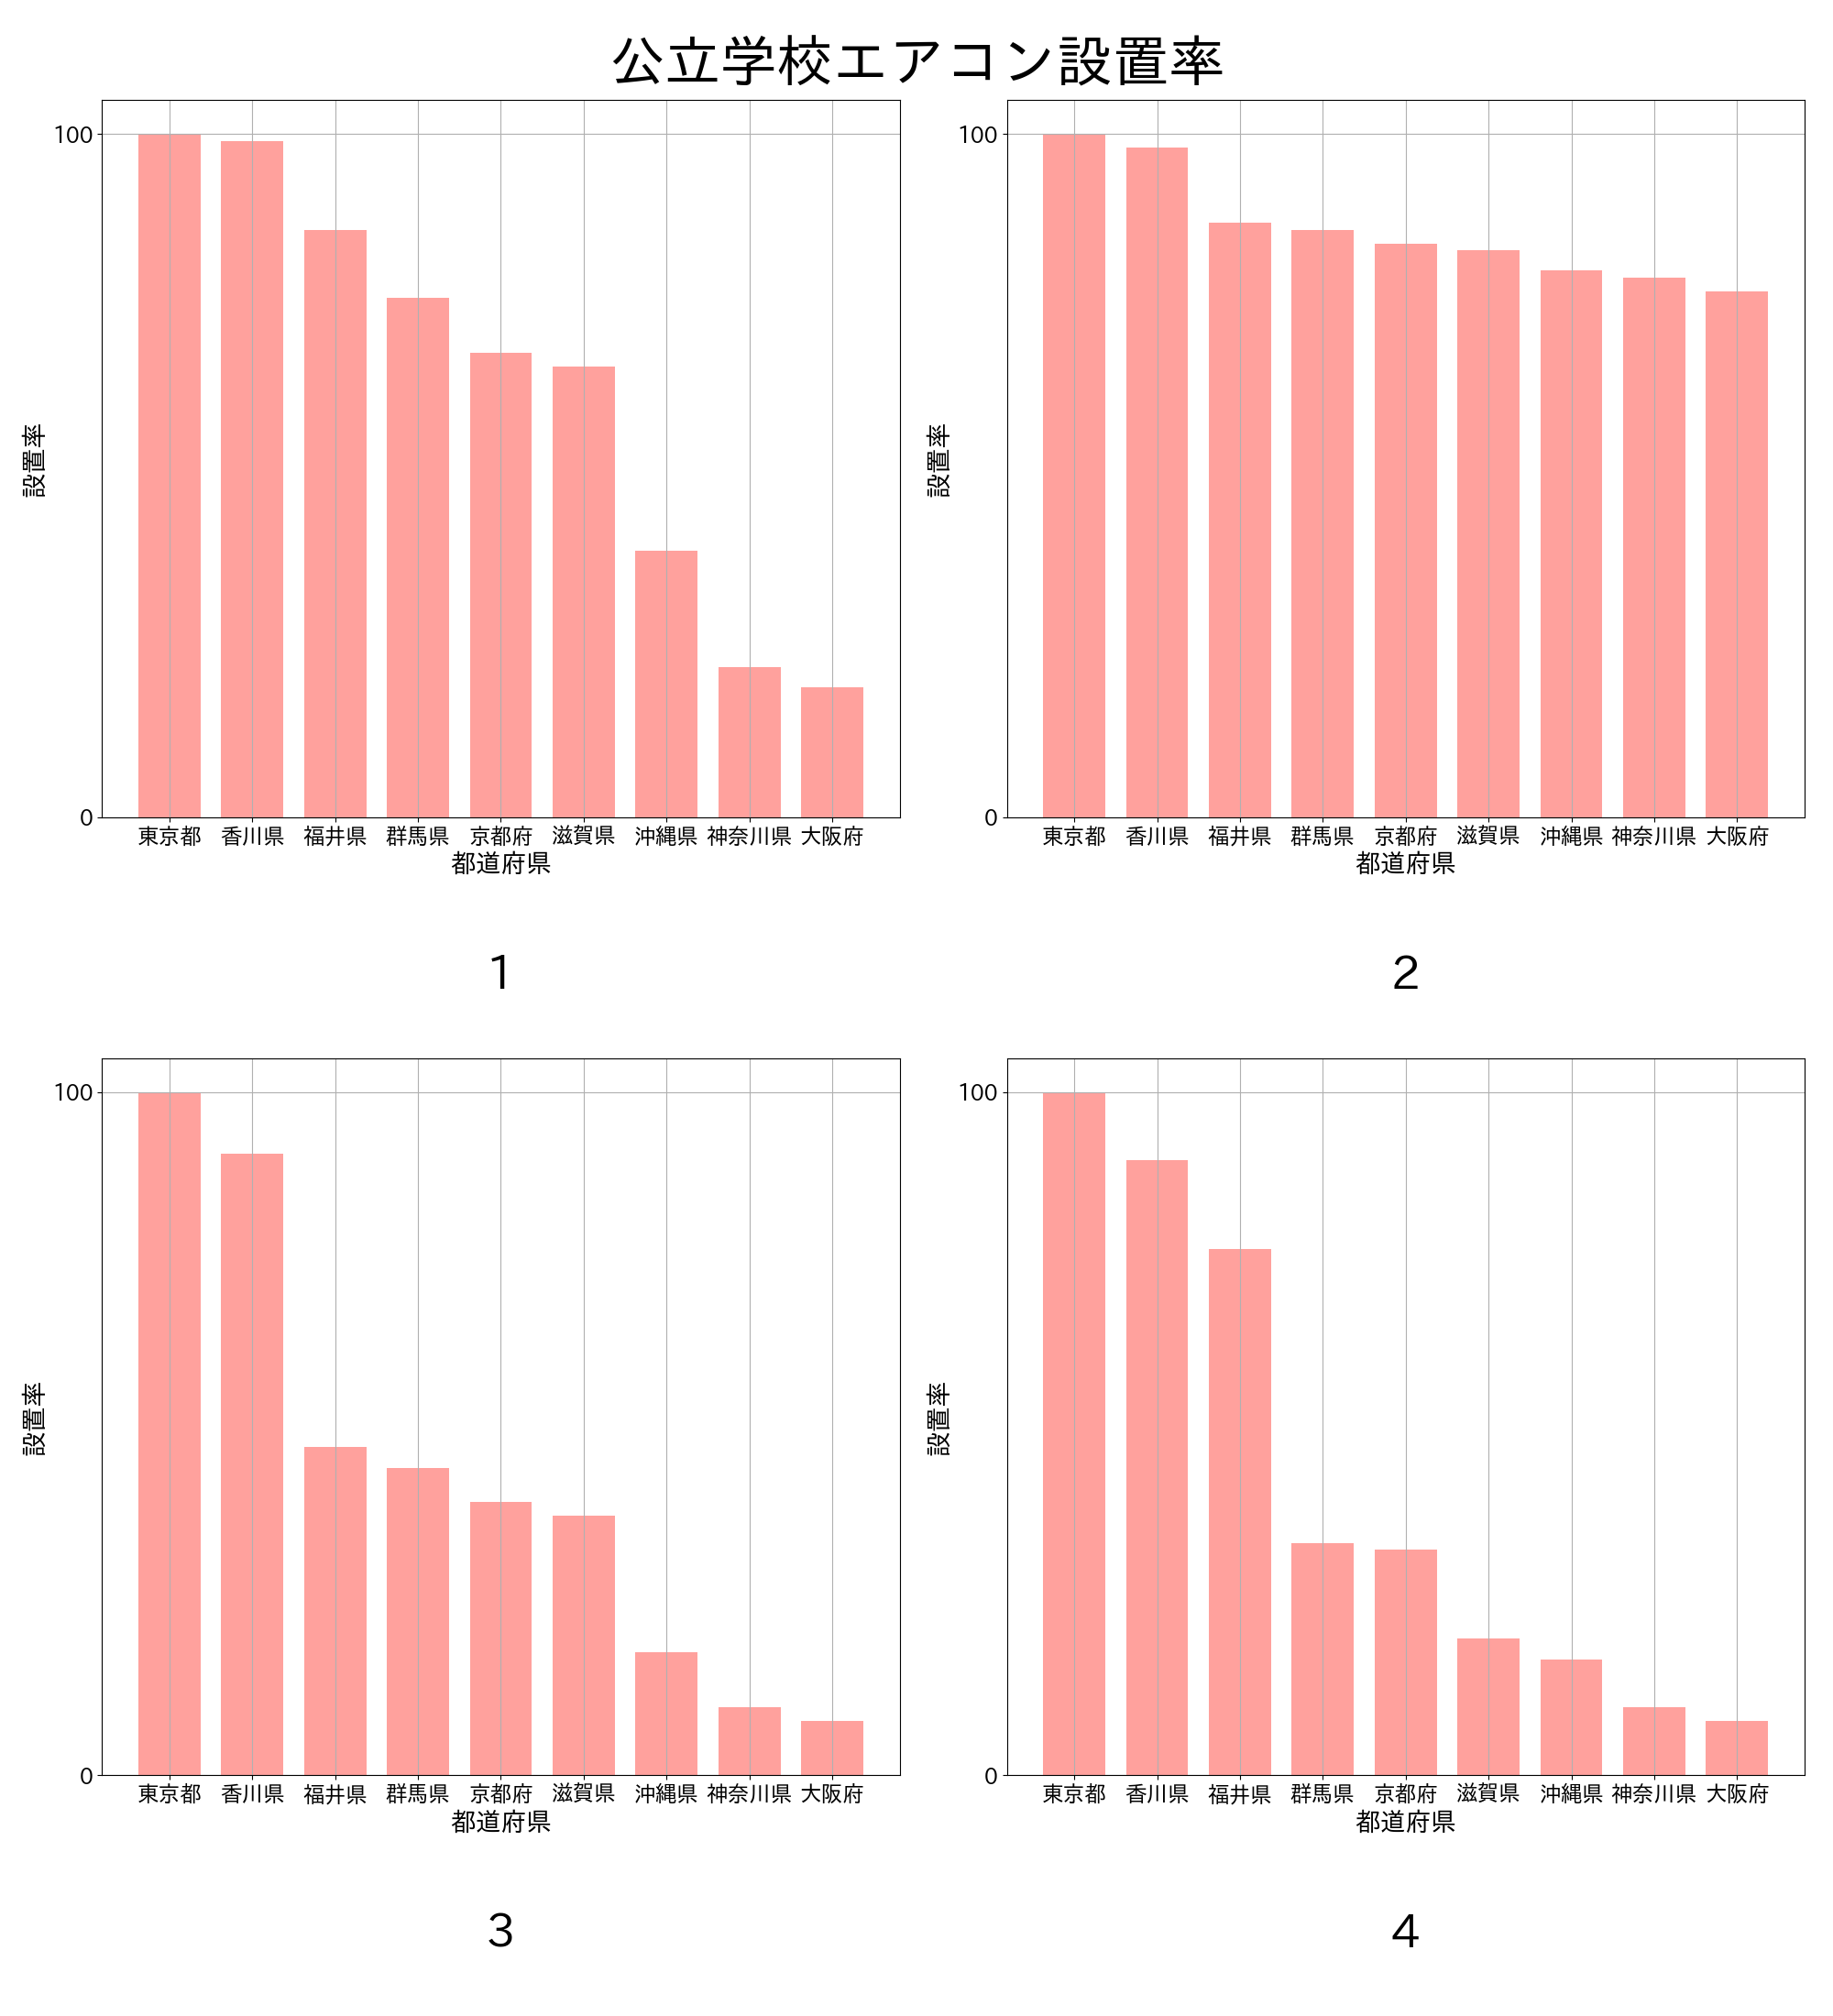 公立学校エアコン設置率
100
設置率
0
東京都 香川県 福井県 群馬県 京都府 滋賀県 沖縄県 神奈川県 大阪府
都道府県
1
100
設置率
0
東京都 香川県 福井県 群馬県 京都府 滋賀県 沖縄県 神奈川県 大阪府
都道府県
2
100
設置率
0
東京都 香川県 福井県 群馬県 京都府 滋賀県 沖縄県 神奈川県 大阪府
都道府県
3
100
設置率
0
東京都 香川県 福井県 群馬県 京都府 滋賀県 沖縄県 神奈川県 大阪府
都道府県
4